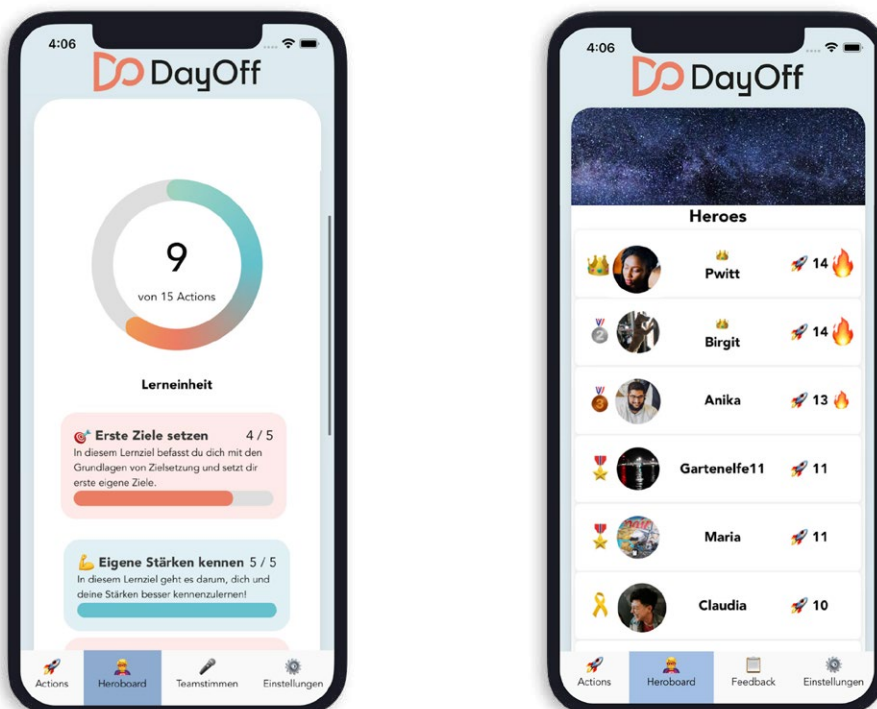 4:06
DayOff
9
von 15 Actions
Lerneinheit
Erste Ziele setzen 4 / 5
In diesem Lernziel befasst du dich mit den
Grundlagen von Zielsetzung und setzt dir
erste eigene Ziele.
Eigene Stärken kennen 5 / 5
In diesem Lernziel geht es darum, dich und
deine Stärken besser kennenzulernen!
Actions
Heroboard
Teamstimmen
Einstellungen
4:06
DayOff
Heroes
Pwitt 14
2 Birgit 14
3 Anika 13
Gartenelfe11 11
Maria 11
Claudia 10
Actions
Heroboard
Feedback
Einstellungen